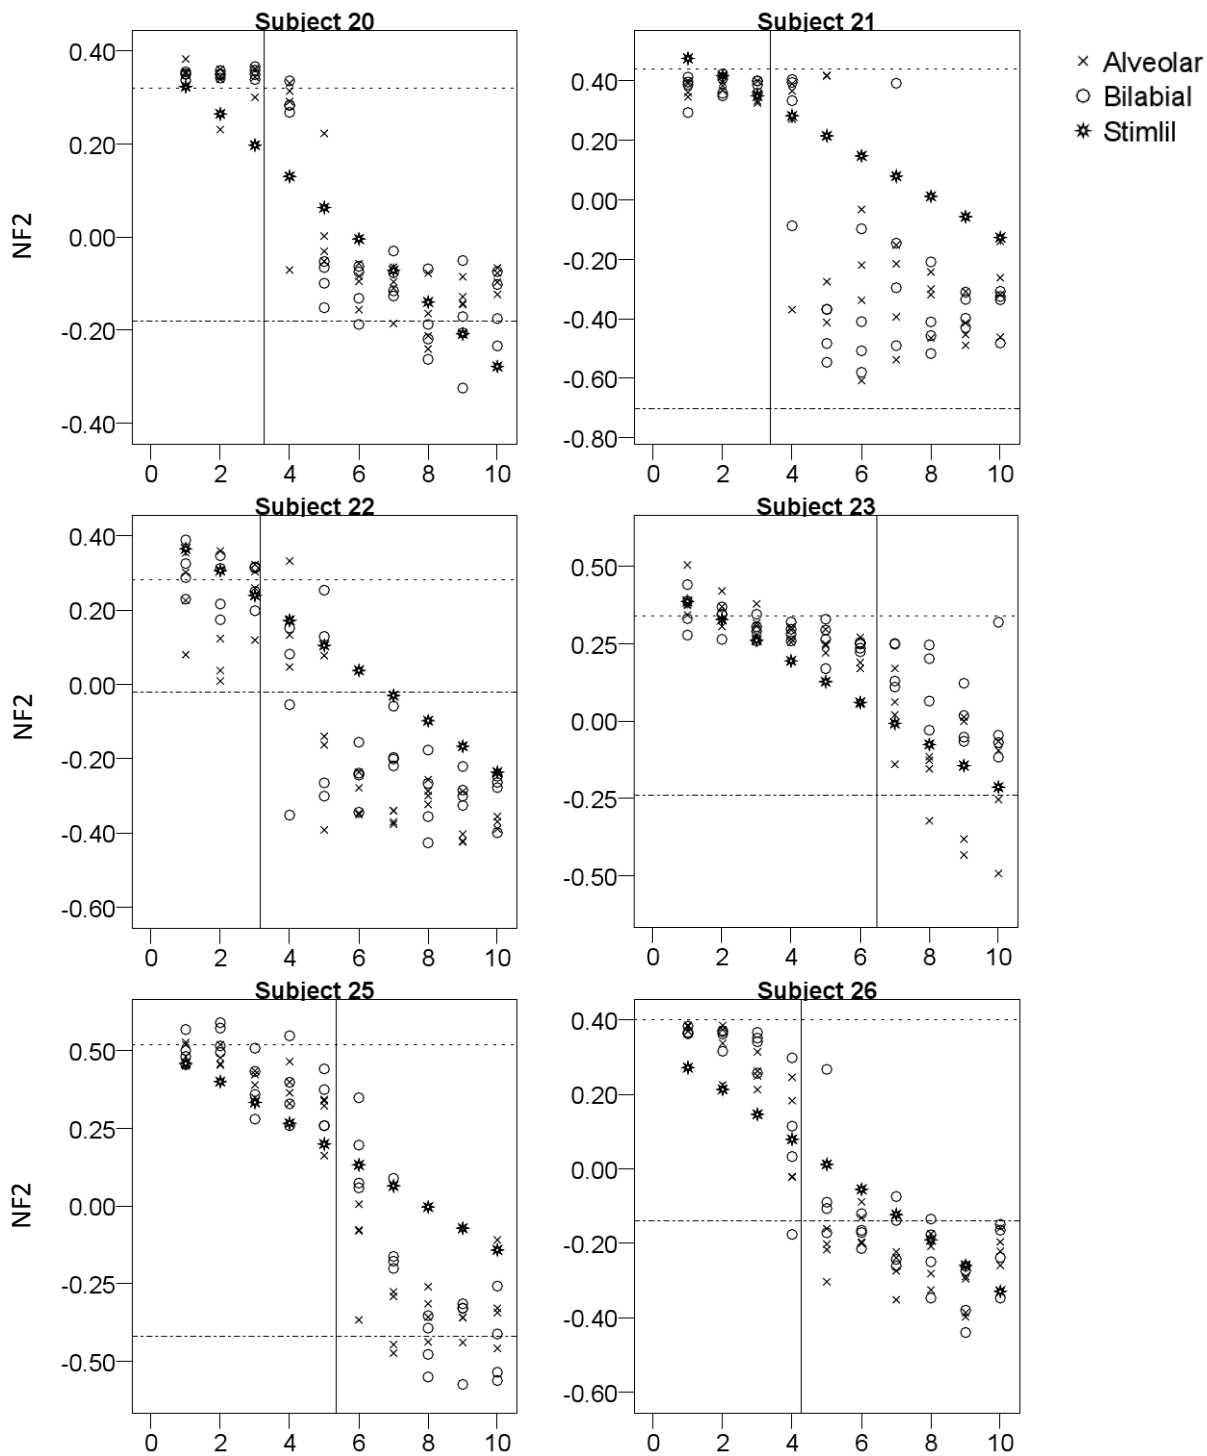 Subject 20
Subject 21
× Alveolar
○ Bilabial
✷ Stimlil
NF2
0.40
0.20
0.00
-0.20
-0.40
0 2 4 6 8 10
0.40
0.20
0.00
-0.20
-0.40
-0.60
-0.80
0 2 4 6 8 10
Subject 22
Subject 23
NF2
0.40
0.20
0.00
-0.20
-0.40
-0.60
0 2 4 6 8 10
0.50
0.25
0.00
-0.25
-0.50
0 2 4 6 8 10
Subject 25
Subject 26
NF2
0.50
0.25
0.00
-0.25
-0.50
0 2 4 6 8 10
0.40
0.20
0.00
-0.20
-0.40
-0.60
0 2 4 6 8 10